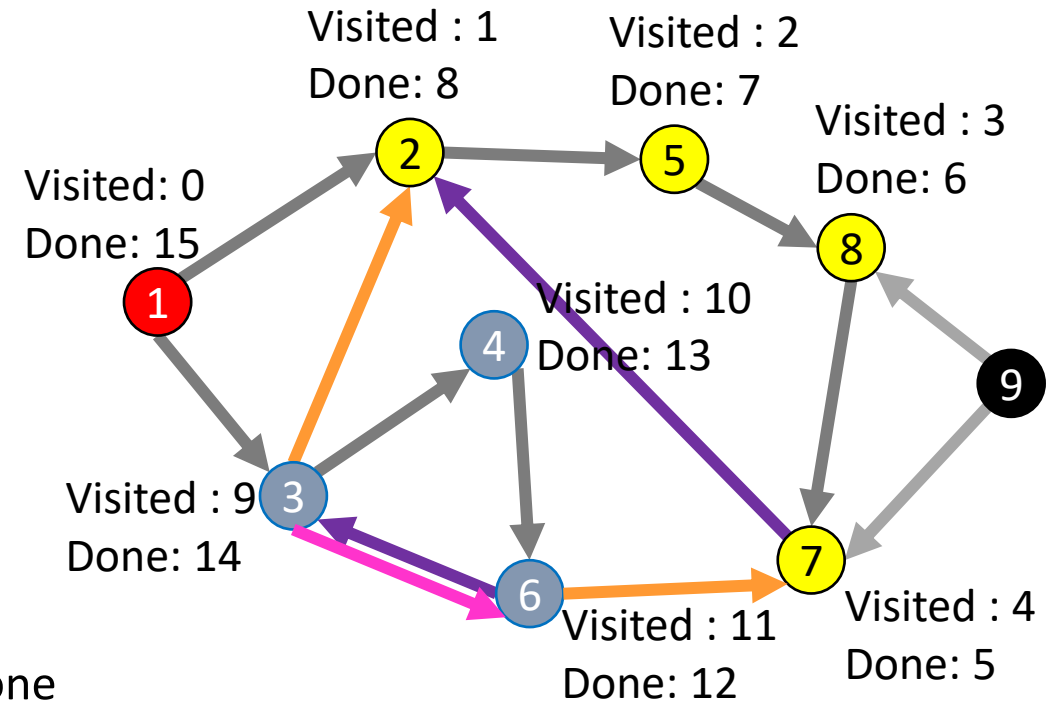 Visited : 1
Done: 8
Visited : 2
Done: 7
Visited : 3
Done: 6
Visited: 0
Done: 15
2
5
8
1
Visited : 10
Done: 13
4
9
Visited : 9
Done: 14
3
7
6
Visited : 11
Done: 12
Visited : 4
Done: 5
one